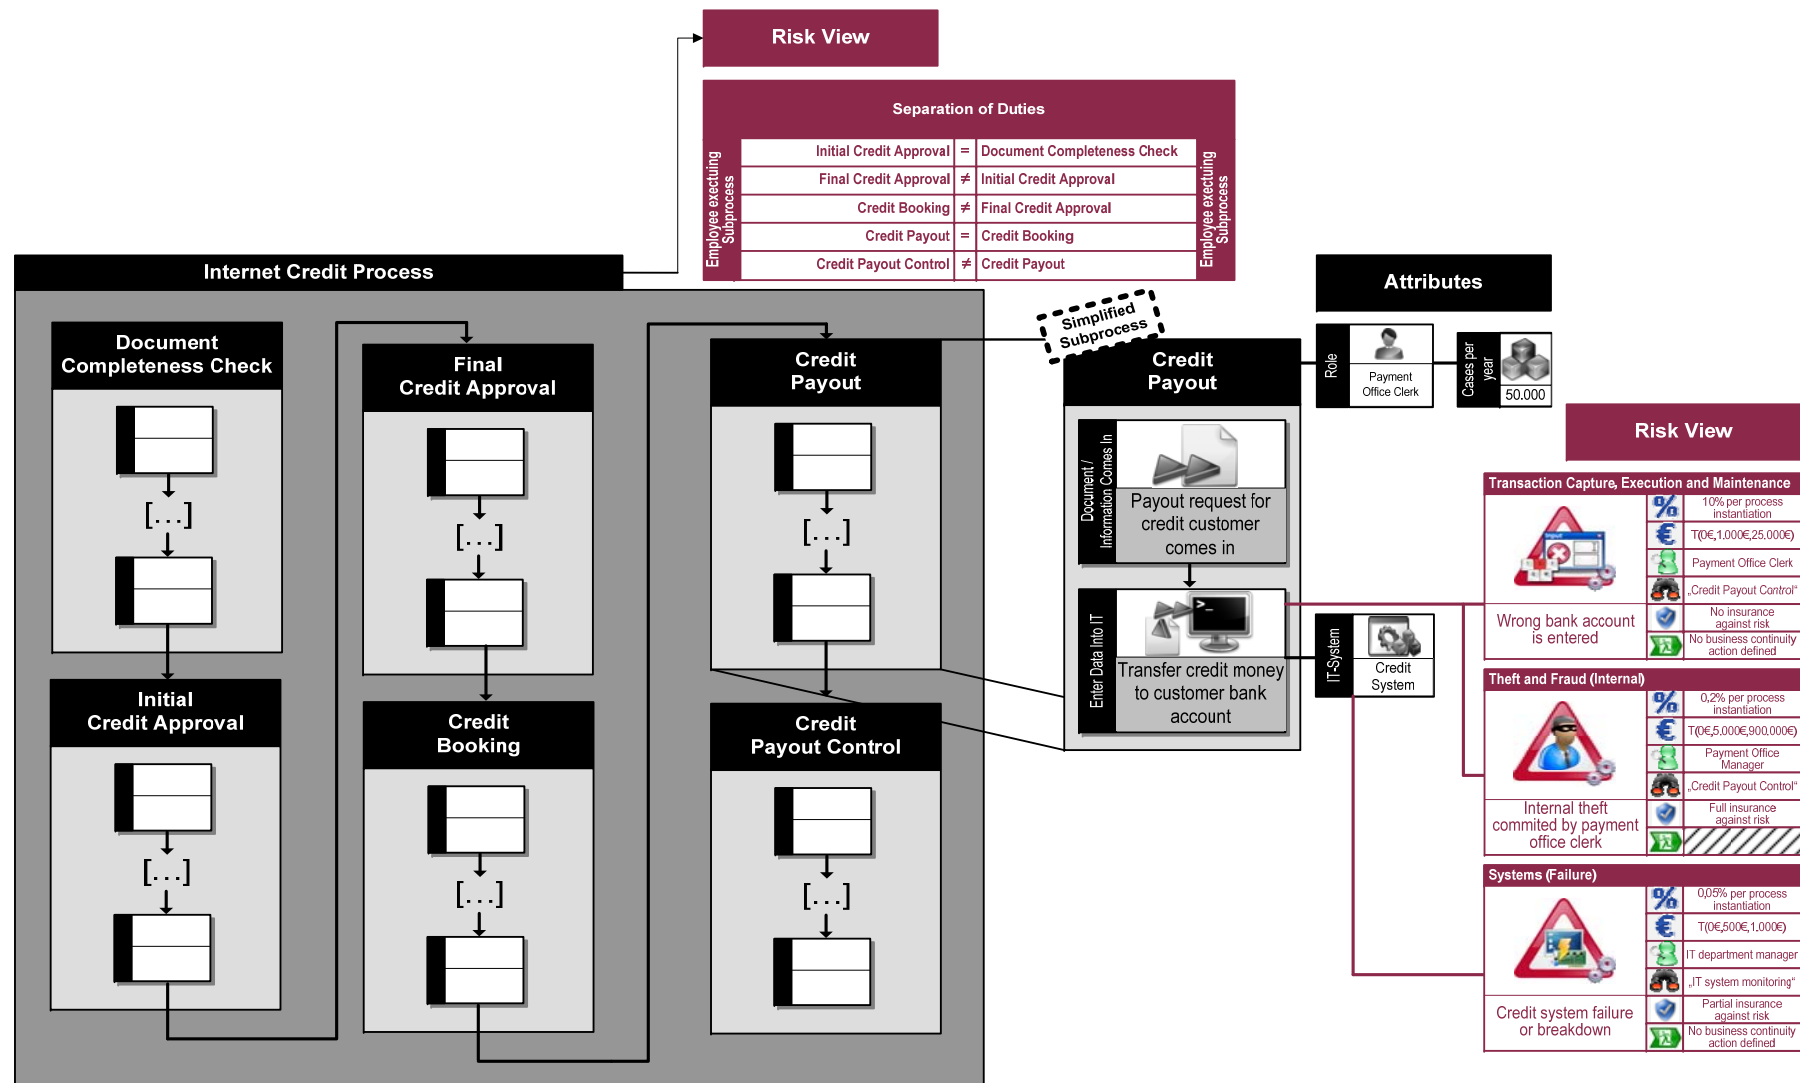 Risk View
Separation of Duties
Employee exectuing
Subprocess
Initial Credit Approval = Document Completeness Check
Final Credit Approval ≠ Initial Credit Approval
Credit Booking ≠ Final Credit Approval
Credit Payout = Credit Booking
Credit Payout Control ≠ Credit Payout
Employee exectuing
Subprocess
Internet Credit Process
Document
Completeness Check
[...]
Initial
Credit Approval
[...]
Final
Credit Approval
[...]
Credit
Booking
[...]
Credit
Payout
[...]
Credit
Payout Control
[...]
Simplified
Subprocess
Credit
Payout
Document /
Information Comes In
Payout request for
credit customer
comes in
Enter Data Into IT
>_
Transfer credit money
to customer bank
account
Attributes
Role
Payment
Office Clerk
Cases per
year
50.000
IT-System
Credit
System
Risk View
Transaction Capture, Execution and Maintenance
Input
Wrong bank account
is entered
%
10% per process
instantiation
€
T(0€,1.000€,25.000€)
Payment Office Clerk
„Credit Payout Control“
No insurance
against risk
No business continuity
action defined
Theft and Fraud (Internal)
Internal theft
commited by payment
office clerk
%
0,2% per process
instantiation
€
T(0€,5.000€,900.000€)
Payment Office
Manager
„Credit Payout Control“
Full insurance
against risk
Systems (Failure)
Credit system failure
or breakdown
%
0,05% per process
instantiation
€
T(0€,500€,1.000€)
IT department manager
„IT system monitoring“
Partial insurance
against risk
No business continuity
action defined